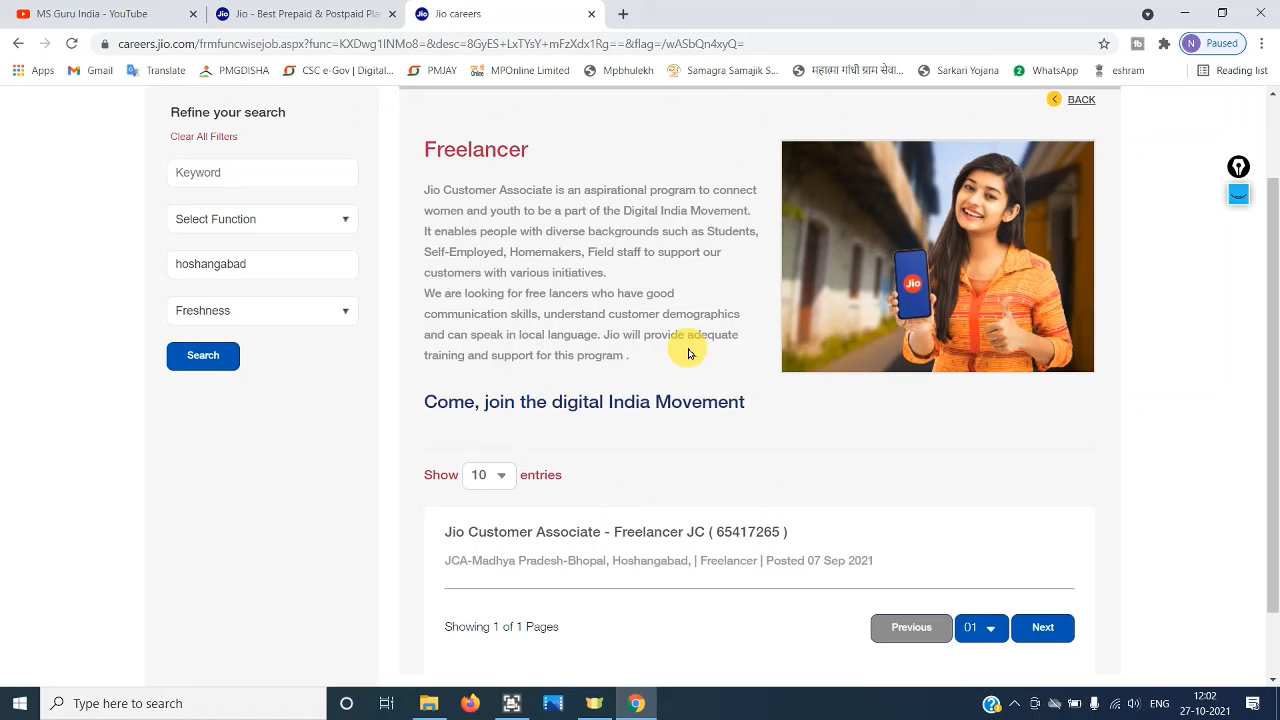 MS Guru India - YouTube
Jio - Best Prepaid & Postpaid Plan
Jio careers
careers.jio.com/frmfuncwisejob.aspx?func=KXDwg1lNMo8=&desc=8GyES+LxTYsY+mFzXdx1Rg==&flag=/wASbQn4xyQ=
N Paused
Apps Gmail Translate PMGDISHA CSC e-Gov | Digital... PMJAY MPOnline Limited Mpbhulekh Samagra Samajik S... महात्मा गांधी ग्राम सेवा... Sarkari Yojana 2 WhatsApp eshram Reading list
Refine your search
Clear All Filters
Keyword
Select Function
hoshangabad
Freshness
Search
BACK
Freelancer
Jio Customer Associate is an aspirational program to connect
women and youth to be a part of the Digital India Movement.
It enables people with diverse backgrounds such as Students,
Self-Employed, Homemakers, Field staff to support our
customers with various initiatives.
We are looking for free lancers who have good
communication skills, understand customer demographics
and can speak in local language. Jio will provide adequate
training and support for this program .
Jio
Come, join the digital India Movement
Show 10 entries
Jio Customer Associate - Freelancer JC ( 65417265 )
JCA-Madhya Pradesh-Bhopal, Hoshangabad, | Freelancer | Posted 07 Sep 2021
Showing 1 of 1 Pages
Previous 01 Next
Type here to search
ENG
12:02
27-10-2021